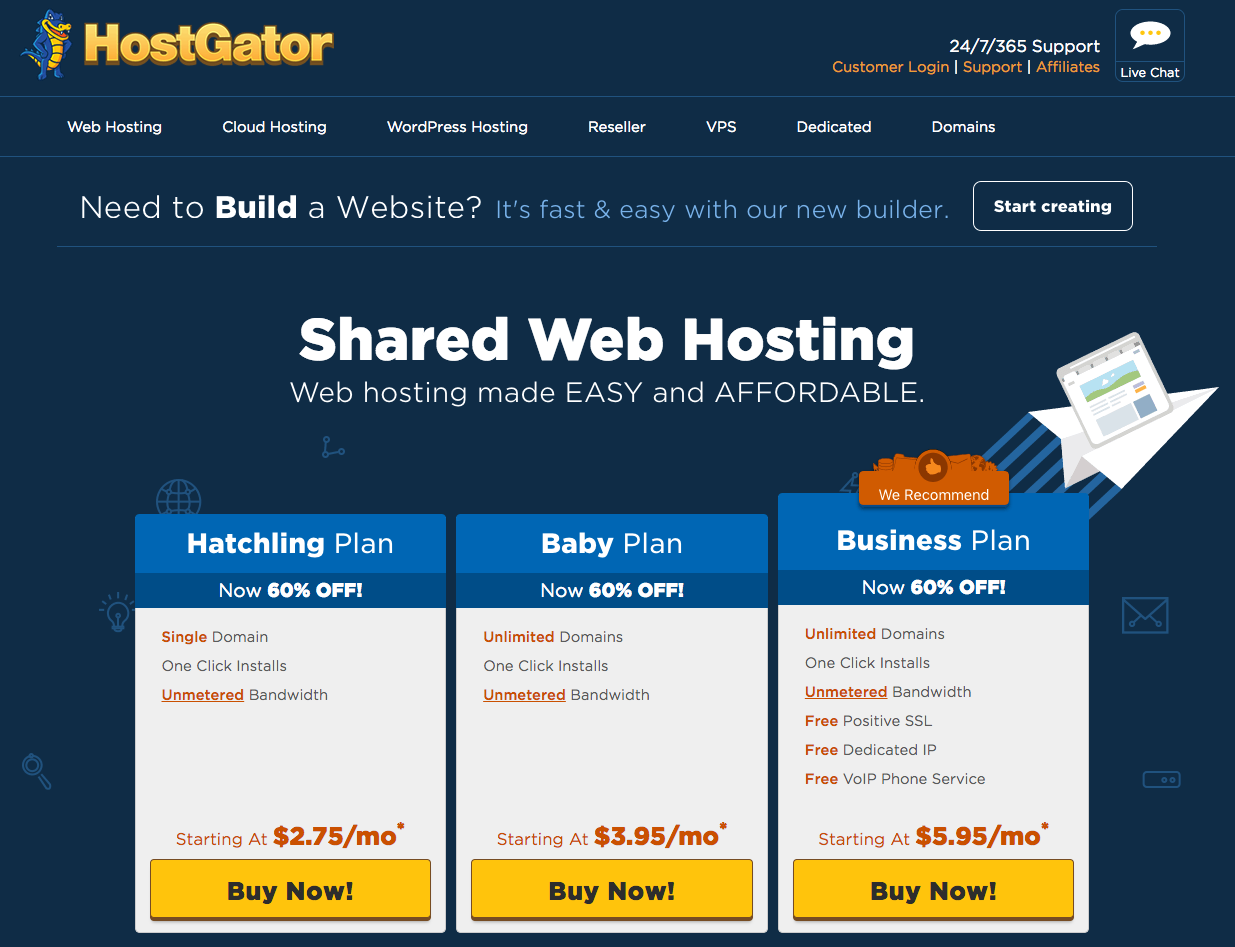 HostGator
24/7/365 Support
Customer Login | Support | Affiliates
Live Chat
Web Hosting Cloud Hosting WordPress Hosting Reseller VPS Dedicated Domains
Need to Build a Website? It's fast & easy with our new builder. Start creating
Shared Web Hosting
Web hosting made EASY and AFFORDABLE.
Hatchling Plan
Now 60% OFF!
Single Domain
One Click Installs
Unmetered Bandwidth
Starting At $2.75/mo*
Buy Now!
Baby Plan
Now 60% OFF!
Unlimited Domains
One Click Installs
Unmetered Bandwidth
Starting At $3.95/mo*
Buy Now!
We Recommend
Business Plan
Now 60% OFF!
Unlimited Domains
One Click Installs
Unmetered Bandwidth
Free Positive SSL
Free Dedicated IP
Free VoIP Phone Service
Starting At $5.95/mo*
Buy Now!